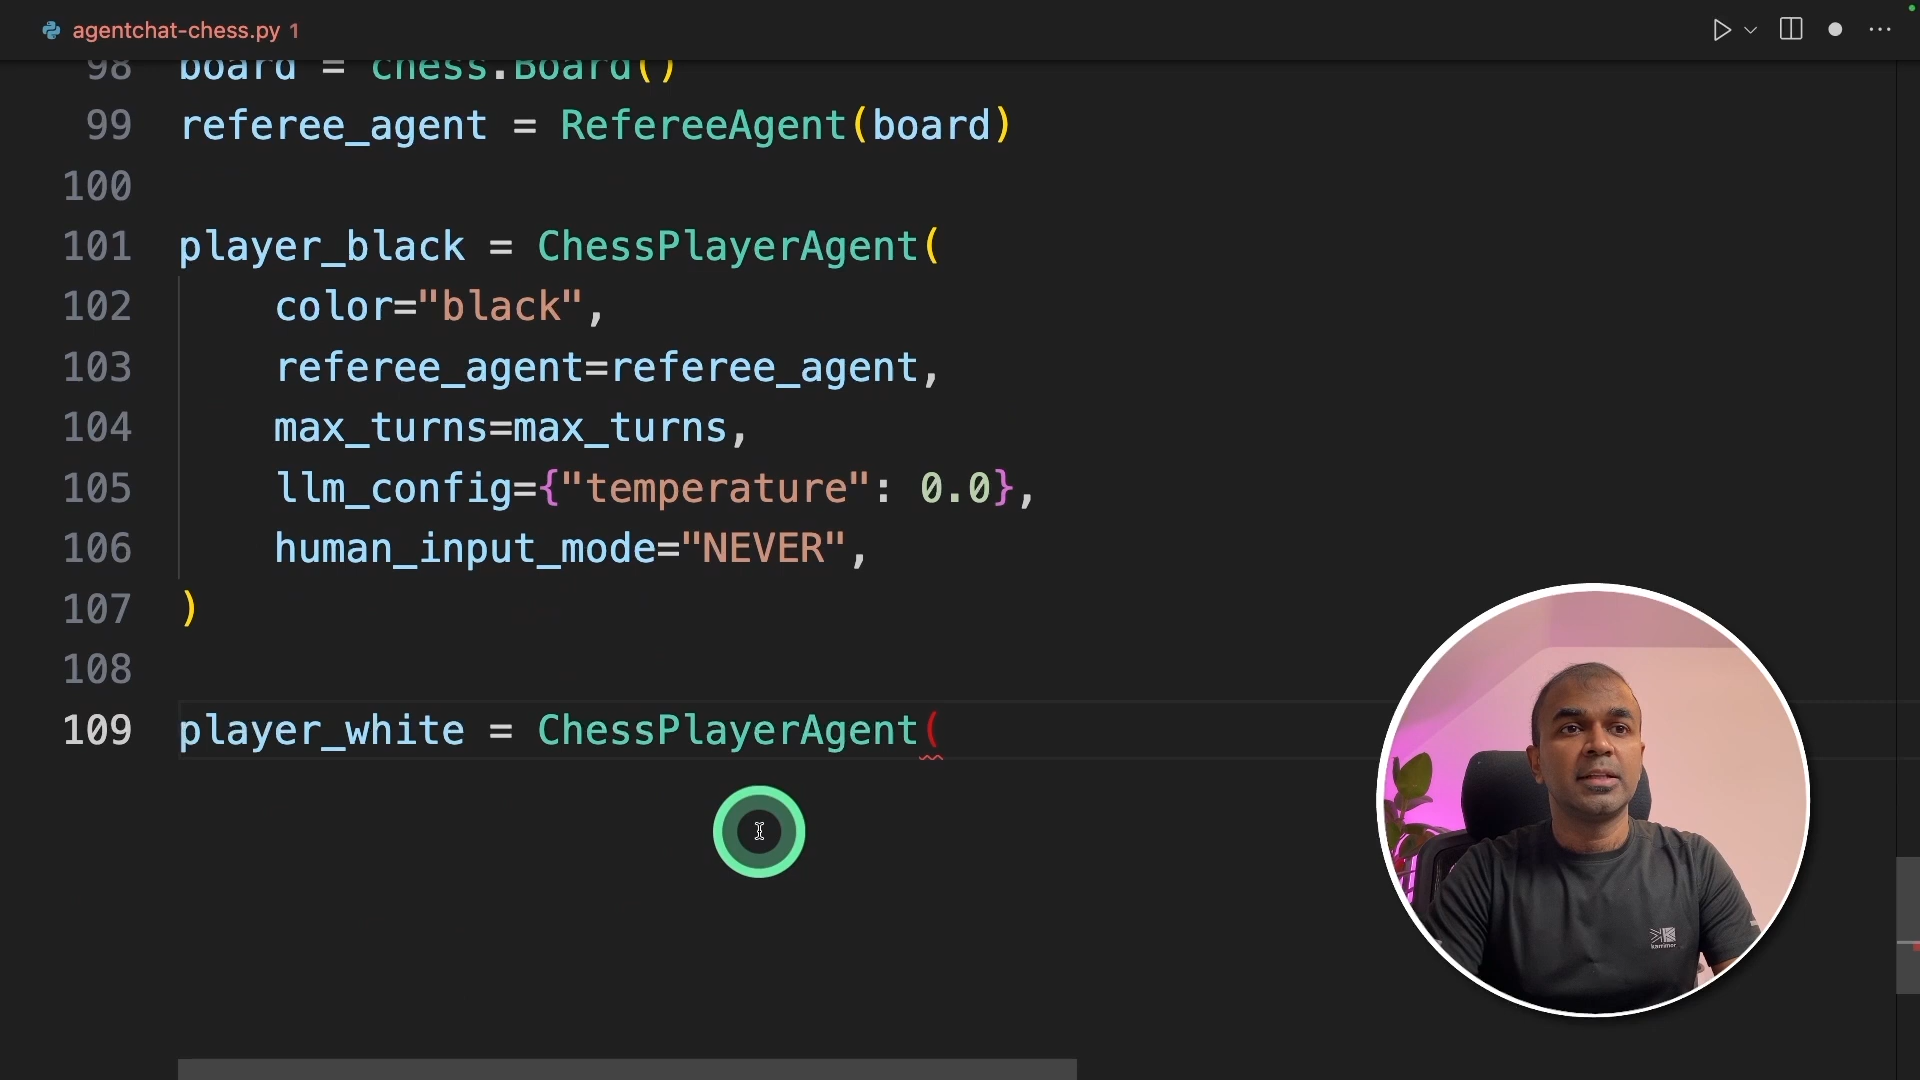 agentchat-chess.py 1
98 board = chess.Board()
99 referee_agent = RefereeAgent(board)
100
101 player_black = ChessPlayerAgent(
102 color="black",
103 referee_agent=referee_agent,
104 max_turns=max_turns,
105 llm_config={"temperature": 0.0},
106 human_input_mode="NEVER",
107 )
108
109 player_white = ChessPlayerAgent(